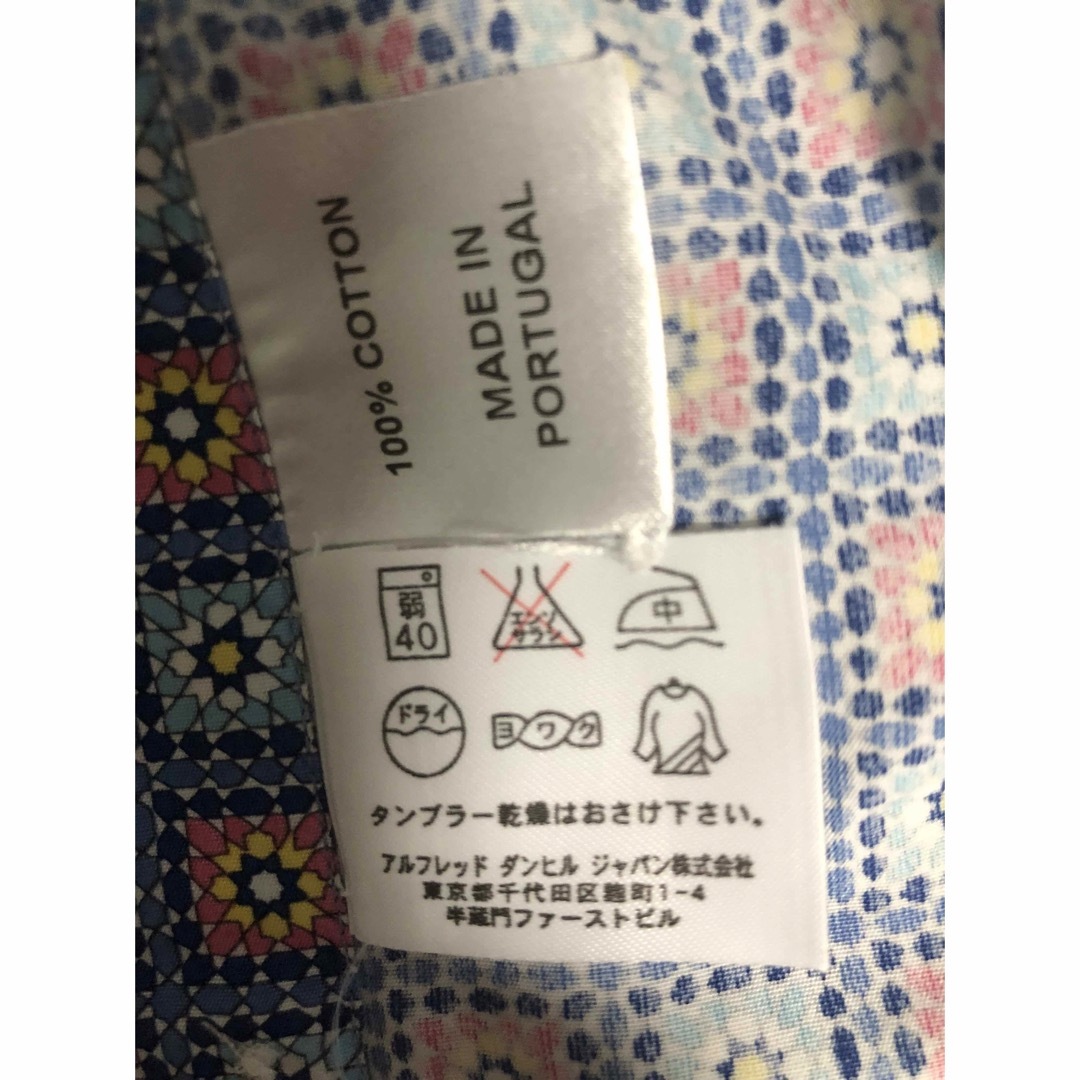 100% COTTON
MADE IN
PORTUGAL
弱
40
エンソ
サラシ
中
ドライ
ヨワク
タンブラー乾燥はおさけ下さい。
アルフレッド ダンヒル ジャパン株式会社
東京都千代田区麹町1-4
半蔵門ファーストビル